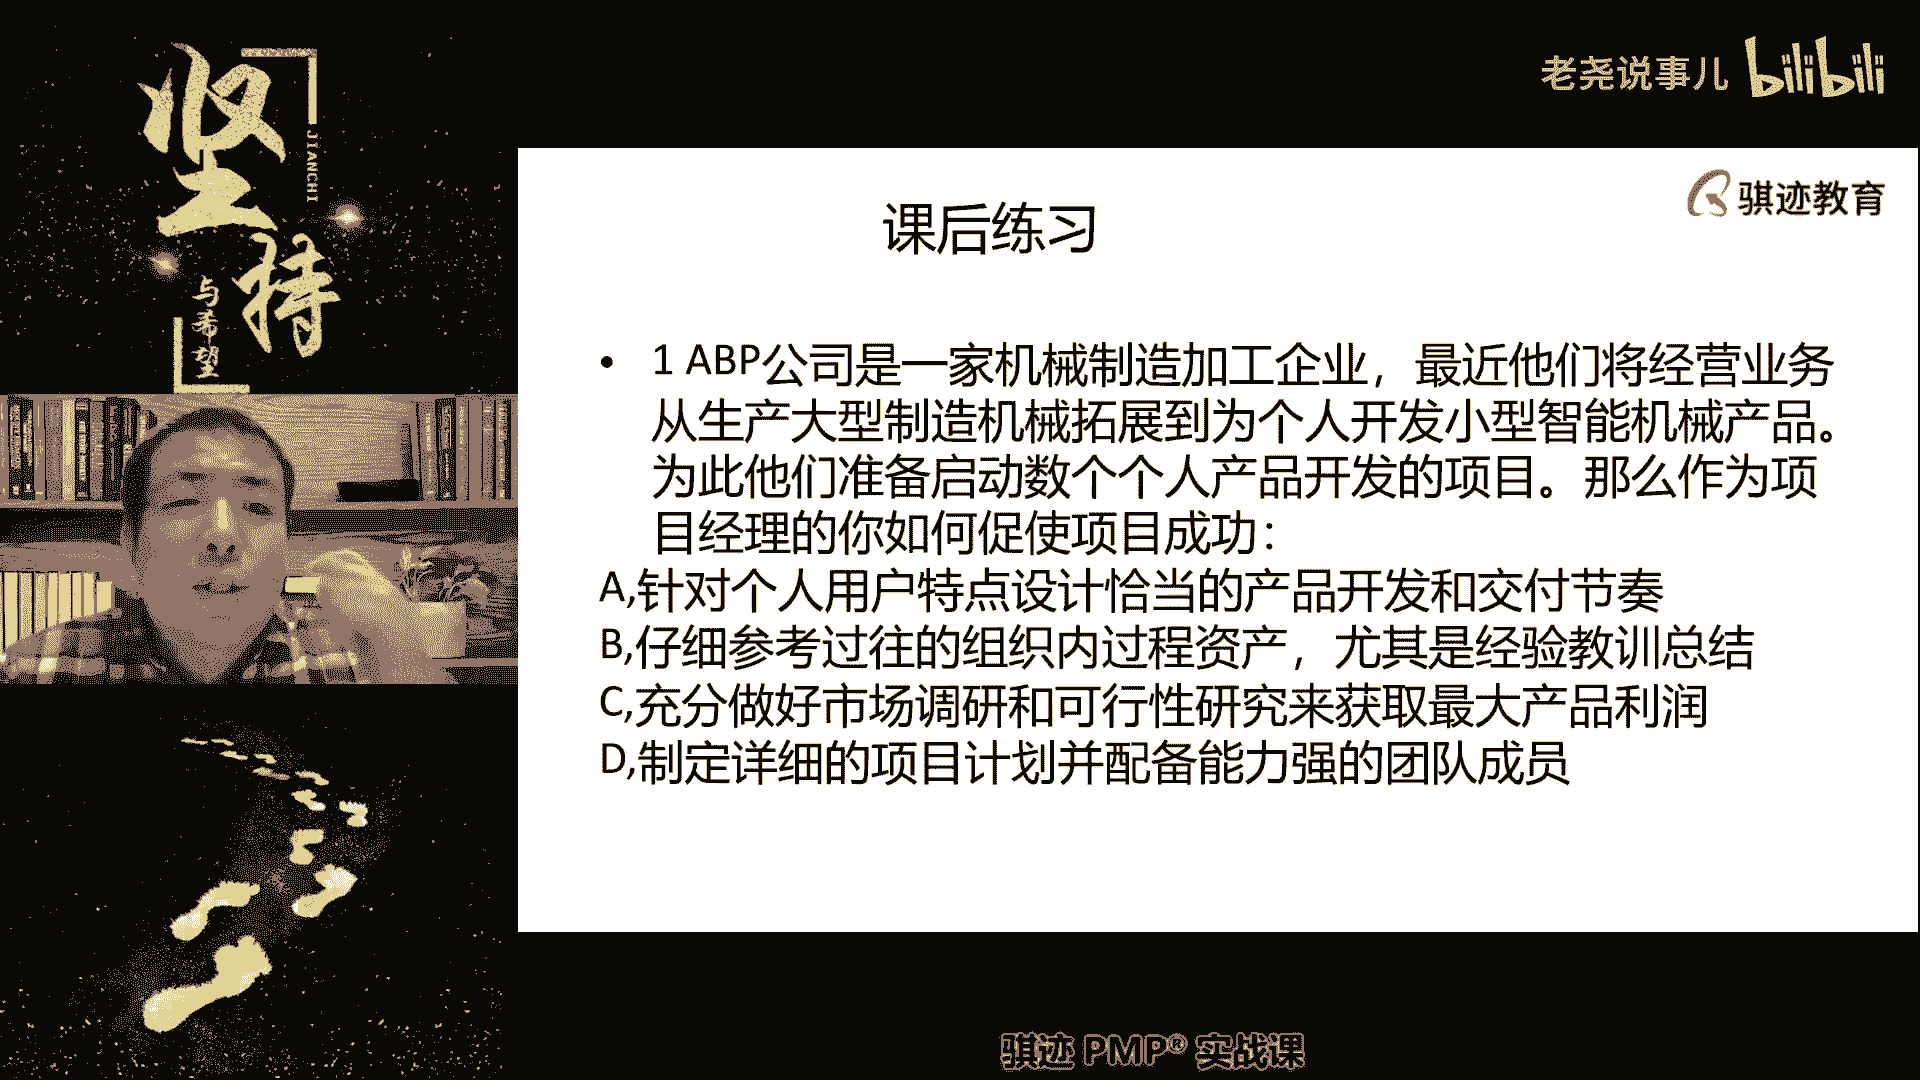 坚持
JIANCHI
与希望
老尧说事儿 bilibili
骐迹教育
课后练习
• 1 ABP公司是一家机械制造加工企业，最近他们将经营业务
从生产大型制造机械拓展到为个人开发小型智能机械产品。
为此他们准备启动数个个人产品开发的项目。那么作为项
目经理的你如何促使项目成功：
A,针对个人用户特点设计恰当的产品开发和交付节奏
B,仔细参考过往的组织内过程资产，尤其是经验教训总结
C,充分做好市场调研和可行性研究来获取最大产品利润
D,制定详细的项目计划并配备能力强的团队成员
骐迹 PMP® 实战课